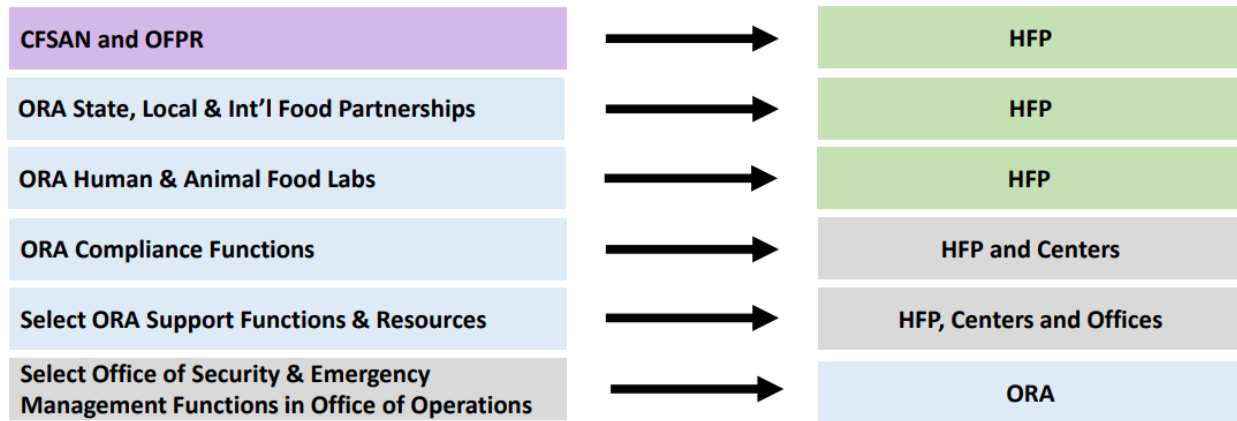 CFSAN and OFPR HFP
ORA State, Local & Int'l Food Partnerships HFP
ORA Human & Animal Food Labs HFP
ORA Compliance Functions HFP and Centers
Select ORA Support Functions & Resources HFP, Centers and Offices
Select Office of Security & Emergency
Management Functions in Office of Operations ORA